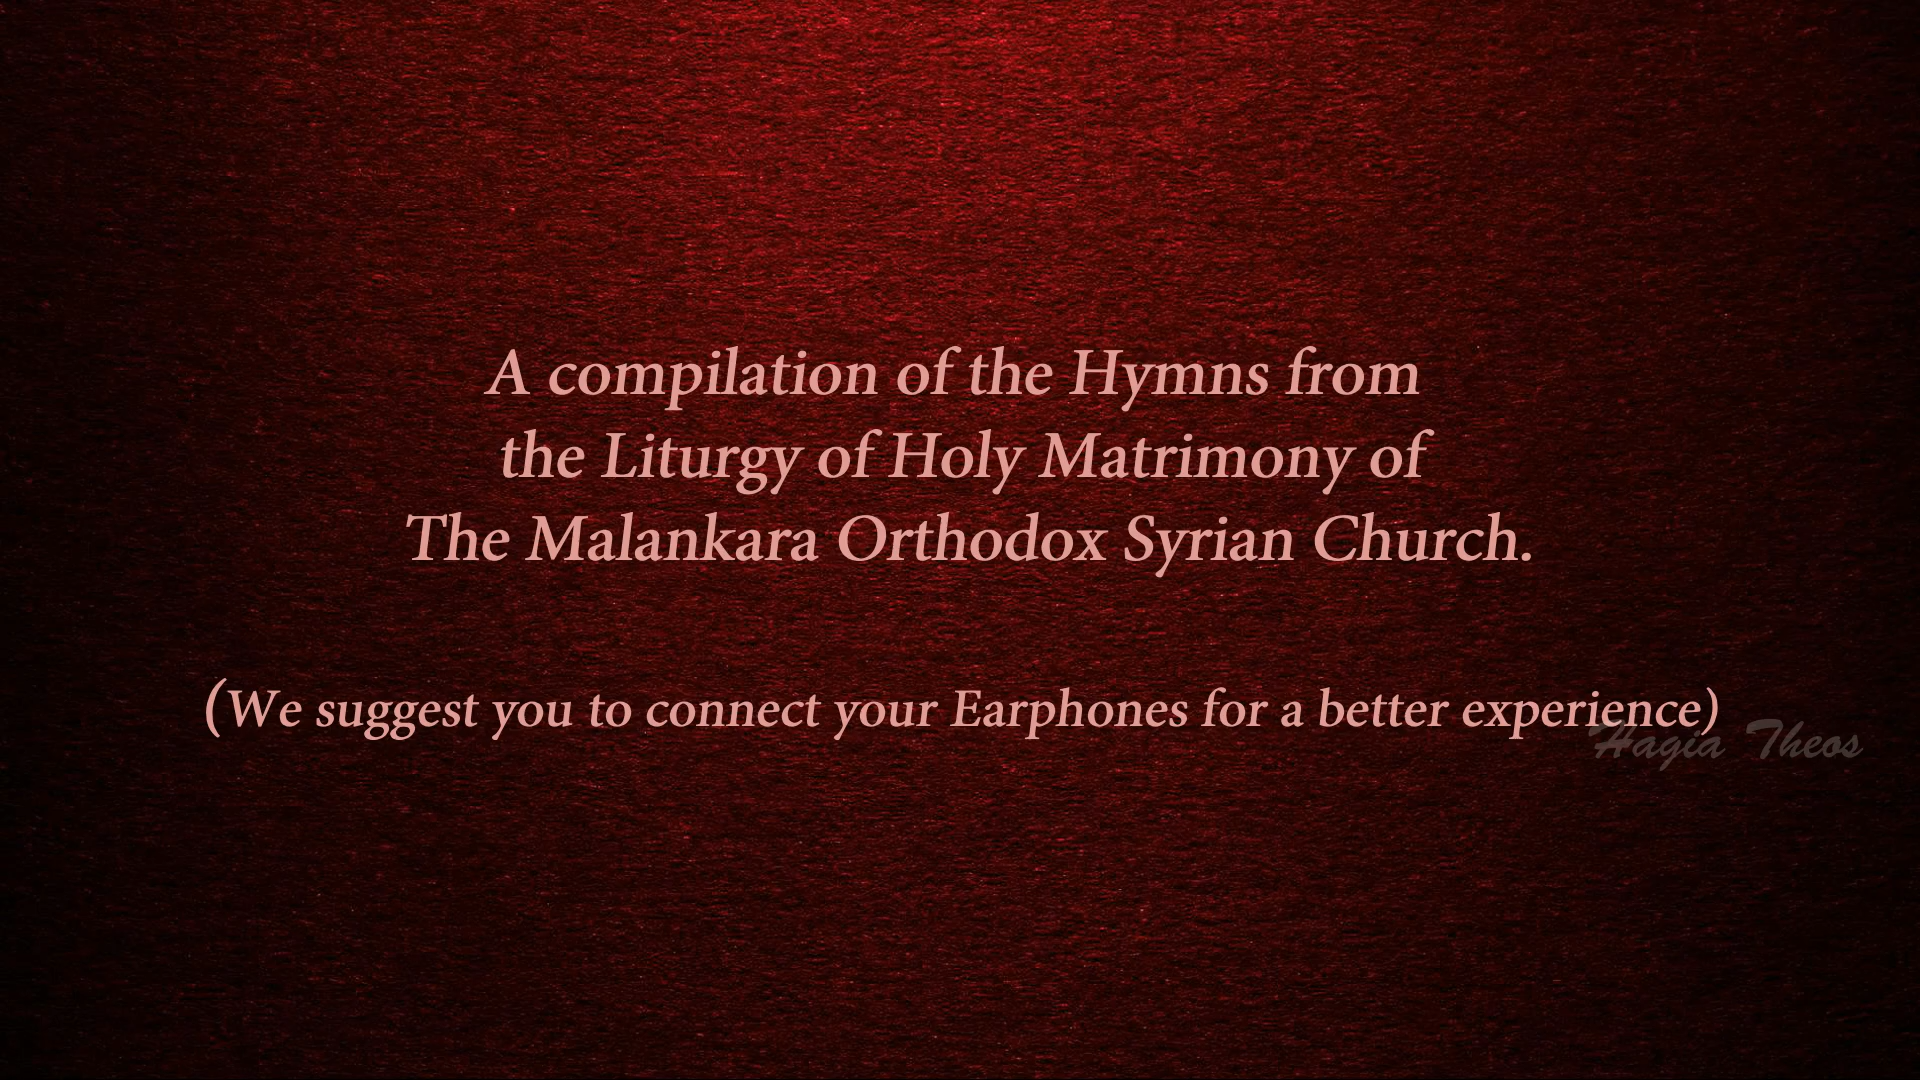 A compilation of the Hymns from
the Liturgy of Holy Matrimony of
The Malankara Orthodox Syrian Church.
(We suggest you to connect your Earphones for a better experience)
Hagia Theos